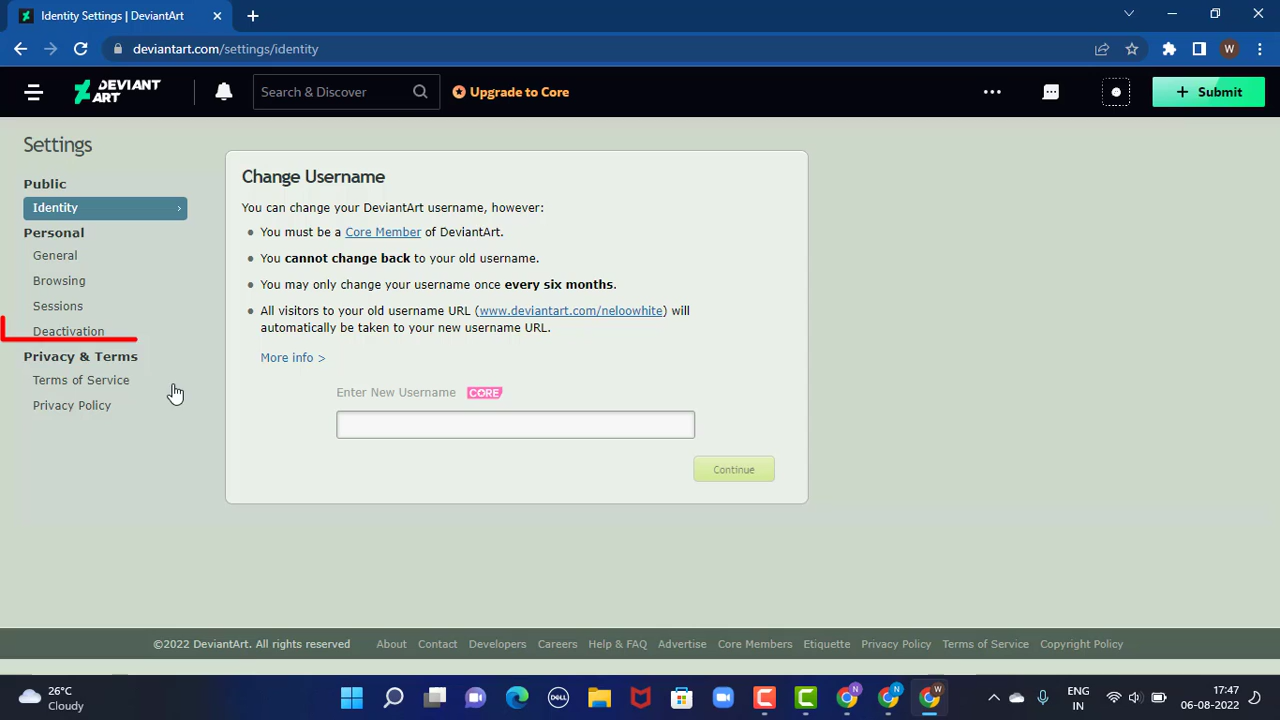 Identity Settings | DeviantArt
deviantart.com/settings/identity
W
DEVIANT
ART
Search & Discover
Upgrade to Core
+ Submit
Settings
Public
Identity
Personal
General
Browsing
Sessions
Deactivation
Privacy & Terms
Terms of Service
Privacy Policy
Change Username
You can change your DeviantArt username, however:
You must be a Core Member of DeviantArt.
You cannot change back to your old username.
You may only change your username once every six months.
All visitors to your old username URL (www.deviantart.com/neloowhite) will
automatically be taken to your new username URL.
More info >
Enter New Username CORE
Continue
©2022 DeviantArt. All rights reserved About Contact Developers Careers Help & FAQ Advertise Core Members Etiquette Privacy Policy Terms of Service Copyright Policy
26°C
Cloudy
DELL
N
N
W
ENG
IN
17:47
06-08-2022